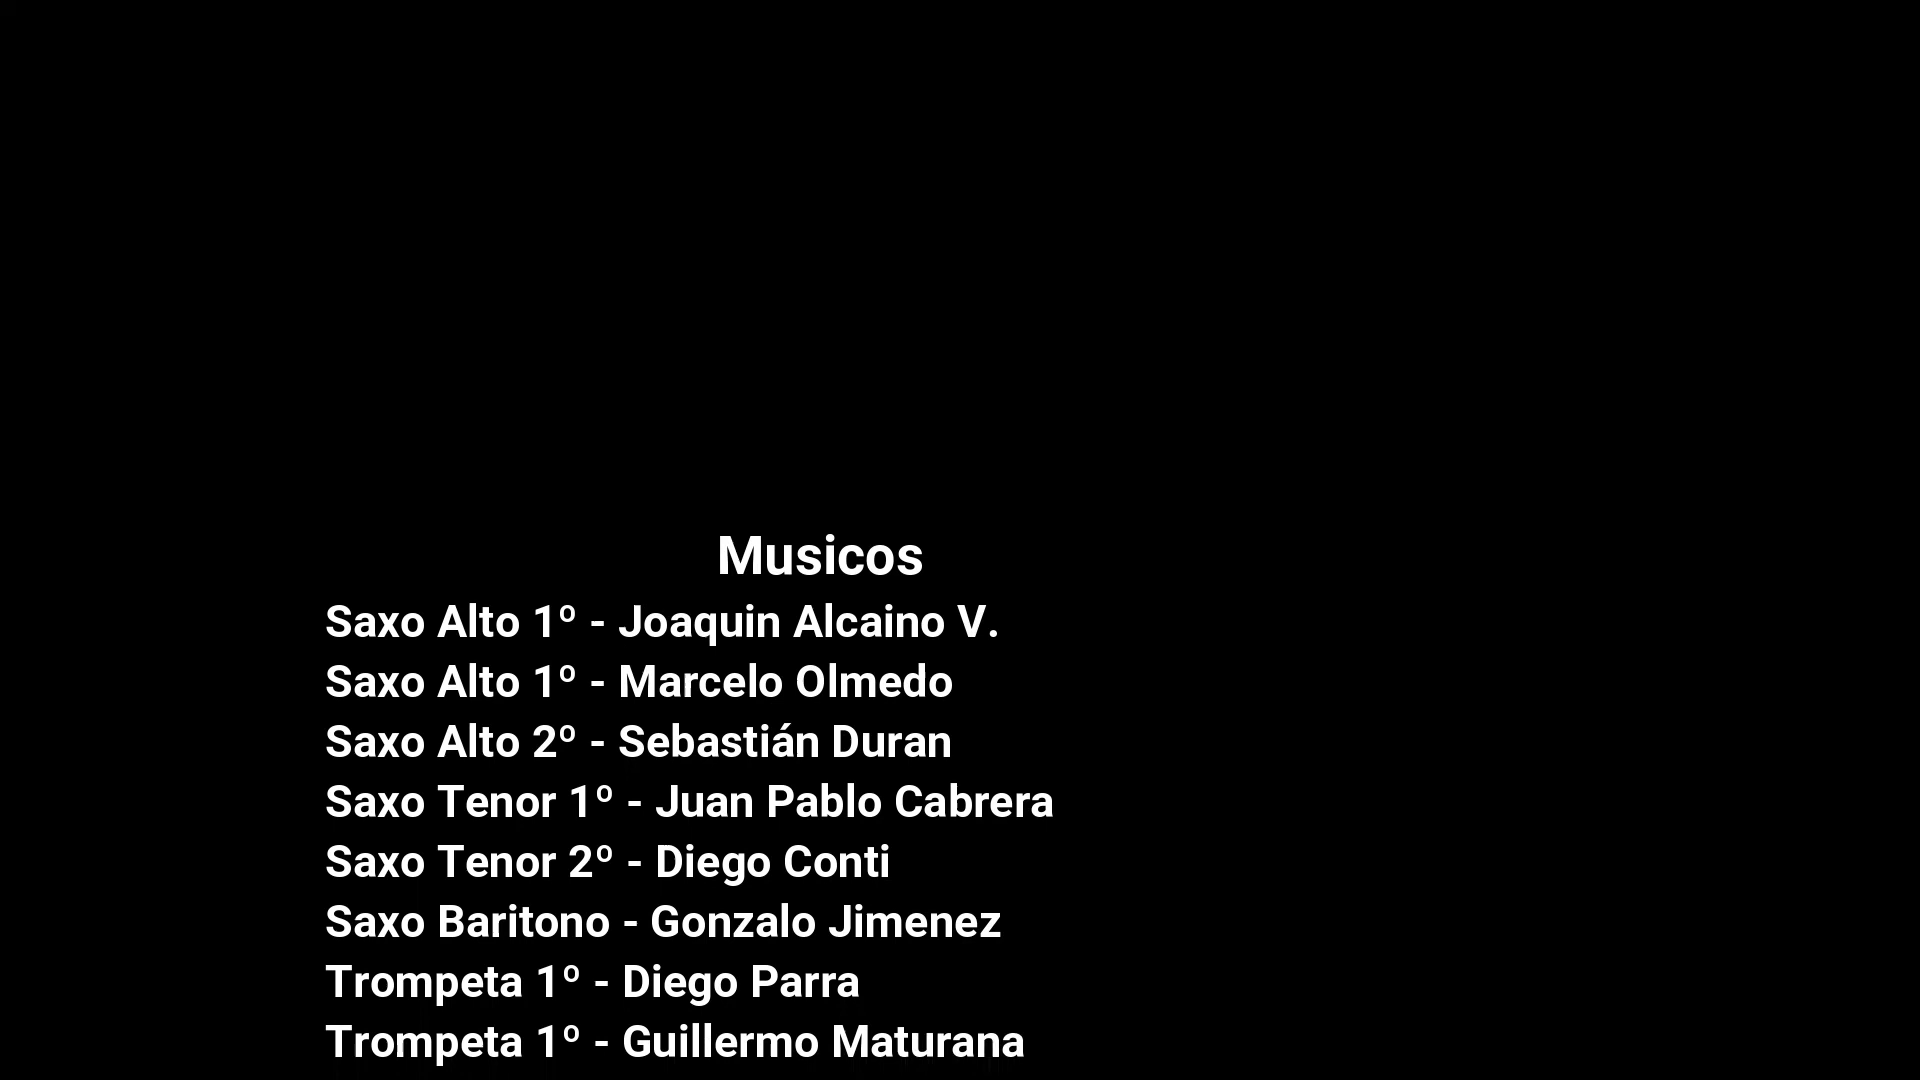 Musicos
Saxo Alto 1º - Joaquin Alcaino V.
Saxo Alto 1º - Marcelo Olmedo
Saxo Alto 2º - Sebastián Duran
Saxo Tenor 1º - Juan Pablo Cabrera
Saxo Tenor 2º - Diego Conti
Saxo Baritono - Gonzalo Jimenez
Trompeta 1º - Diego Parra
Trompeta 1º - Guillermo Maturana